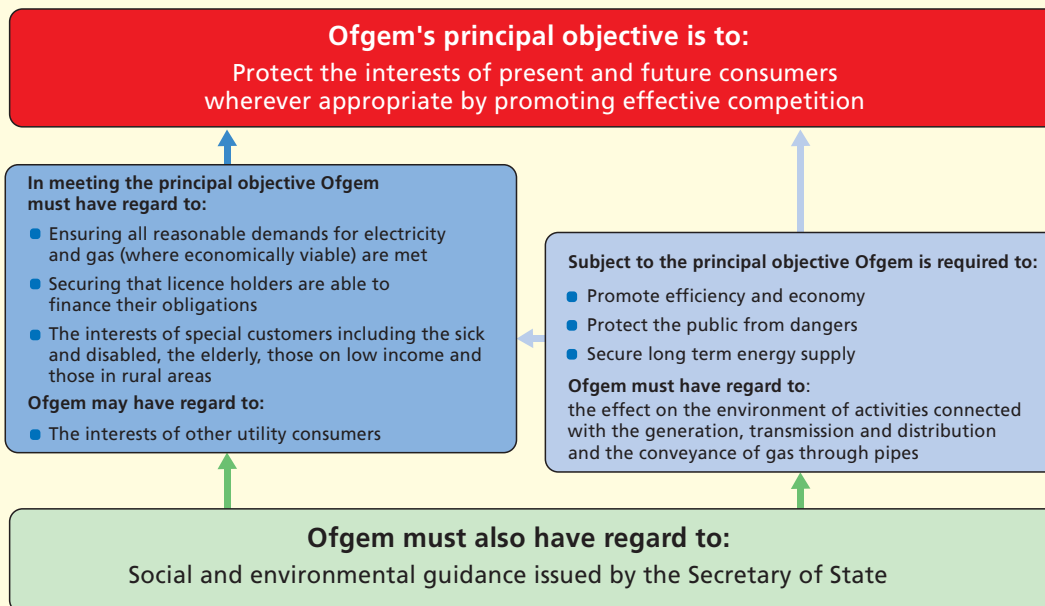 Ofgem's principal objective is to:
Protect the interests of present and future consumers
wherever appropriate by promoting effective competition
In meeting the principal objective Ofgem
must have regard to:
Ensuring all reasonable demands for electricity
and gas (where economically viable) are met
Securing that licence holders are able to
finance their obligations
The interests of special customers including the sick
and disabled, the elderly, those on low income and
those in rural areas
Ofgem may have regard to:
The interests of other utility consumers
Subject to the principal objective Ofgem is required to:
Promote efficiency and economy
Protect the public from dangers
Secure long term energy supply
Ofgem must have regard to:
the effect on the environment of activities connected
with the generation, transmission and distribution
and the conveyance of gas through pipes
Ofgem must also have regard to:
Social and environmental guidance issued by the Secretary of State